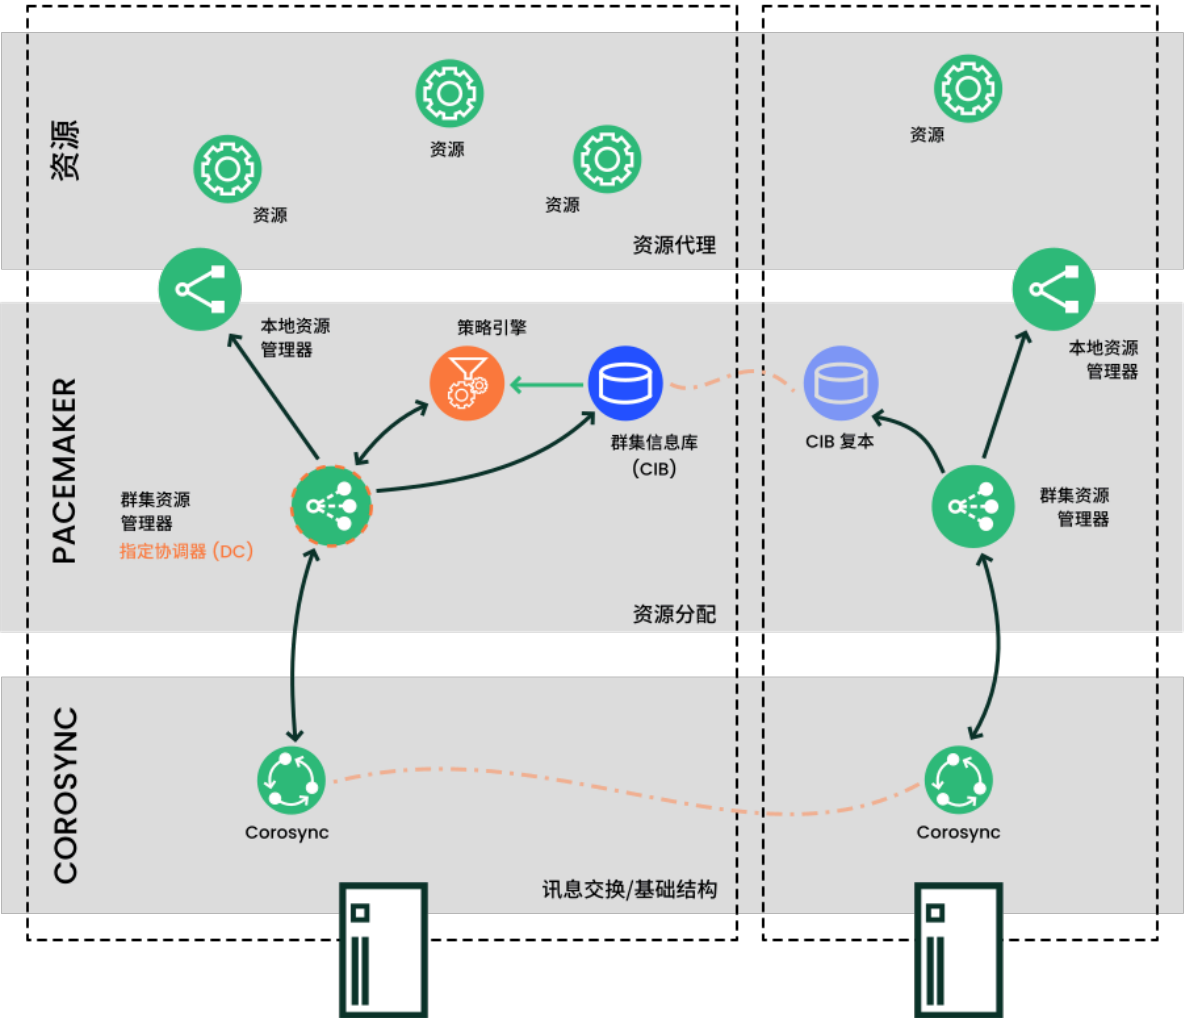 资源
资源
资源
资源
资源
资源代理
PACEMAKER
本地资源
管理器
策略引擎
群集信息库
(CIB)
CIB 复本
本地资源
管理器
群集资源
管理器
指定协调器 (DC)
群集资源
管理器
资源分配
COROSYNC
Corosync
Corosync
讯息交换/基础结构